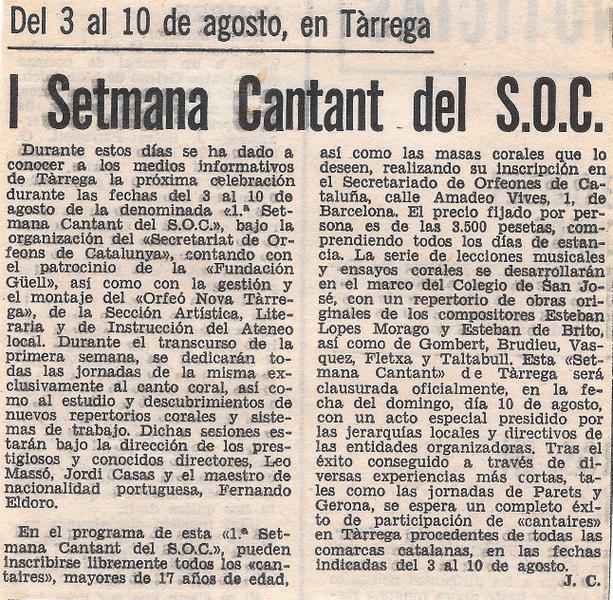 Del 3 al 10 de agosto, en Tàrrega
I Setmana Cantant del S.O.C.
Durante estos días se ha dado a
conocer a los medios informativos
de Tàrrega la próxima celebración
durante las fechas del 3 al 10 de
agosto de la denominada «1.ª Set-
mana Cantant del S.O.C.», bajo la
organización del «Secretariat de Or-
feons de Catalunya», contando con
el patrocinio de la «Fundación
Güell», así como con la gestión y
el montaje del «Orfeó Nova Tàrre-
ga», de la Sección Artística, Lite-
raria y de Instrucción del Ateneo
local. Durante el transcurso de la
primera semana, se dedicarán to-
das las jornadas de la misma ex-
clusivamente al canto coral, así co-
mo al estudio y descubrimientos de
nuevos repertorios corales y siste-
mas de trabajo. Dichas sesiones es-
tarán bajo la dirección de los pres-
tigiosos y conocidos directores, Leo
Massó, Jordi Casas y el maestro de
nacionalidad portuguesa, Fernando
Eldoro.
En el programa de esta «1.ª Set-
mana Cantant del S.O.C.», pueden
inscribirse libremente todos los «can-
taires», mayores de 17 años de edad,
así como las masas corales que lo
deseen, realizando su inscripción en
el Secretariado de Orfeones de Ca-
taluña, calle Amadeo Vives, 1, de
Barcelona. El precio fijado por per-
sona es de las 3.500 pesetas, com-
prendiendo todos los días de estan-
cia. La serie de lecciones musicales
y ensayos corales se desarrollarán
en el marco del Colegio de San Jo-
sé, con un repertorio de obras origi-
nales de los compositores Esteban
Lopes Morago y Esteban de Brito,
así como de Gombert, Brudieu, Vas-
quez, Fletxa y Taltabull. Esta «Set-
mana Cantant» de Tàrrega será
clausurada oficialmente, en la fe-
cha del domingo, día 10 de agosto,
con un acto especial presidido por
las jerarquías locales y directivos de
las entidades organizadoras. Tras el
éxito conseguido a través de di-
versas experiencias más cortas, ta-
les como las jornadas de Parets y
Gerona, se espera un completo éxi-
to de participación de «cantaires»
en Tàrrega procedentes de todas las
comarcas catalanas, en las fechas
indicadas del 3 al 10 de agosto.
J. C.